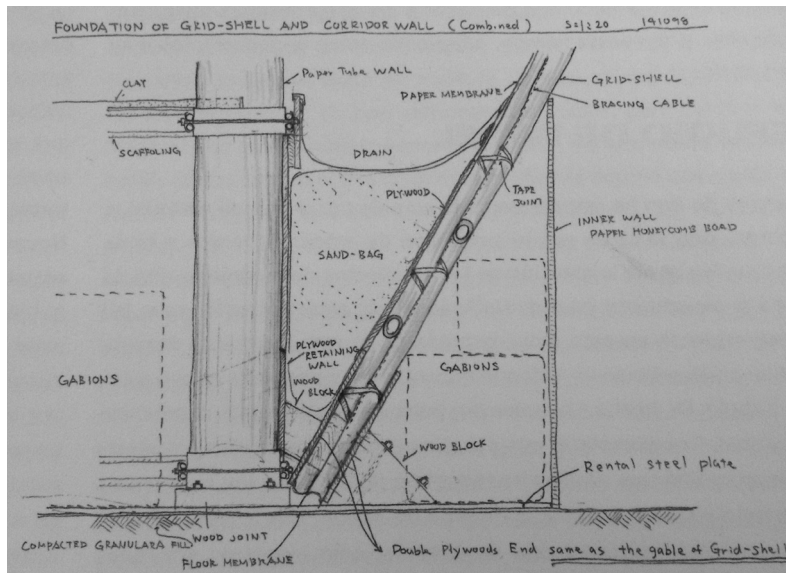 FOUNDATION OF GRID-SHELL AND CORRIDOR WALL (Combined) S=1/20 141098
CLAY
Paper Tube WALL
PAPER MEMBRANE
GRID-SHELL
BRACING CABLE
SCAFFOLING
DRAIN
PLYWOOD
TAPE
JOINT
INNER WALL
PAPER HONEYCOMB BOAD
SAND-BAG
PLYWOOD
RETAINING
WALL
GABIONS
WOOD
BLOCK
GABIONS
WOOD BLOCK
Rental steel plate
COMPACTED GRANULARA FILL
WOOD JOINT
FLOOR MEMBRANE
Double Plywoods End same as the gable of Grid-shell